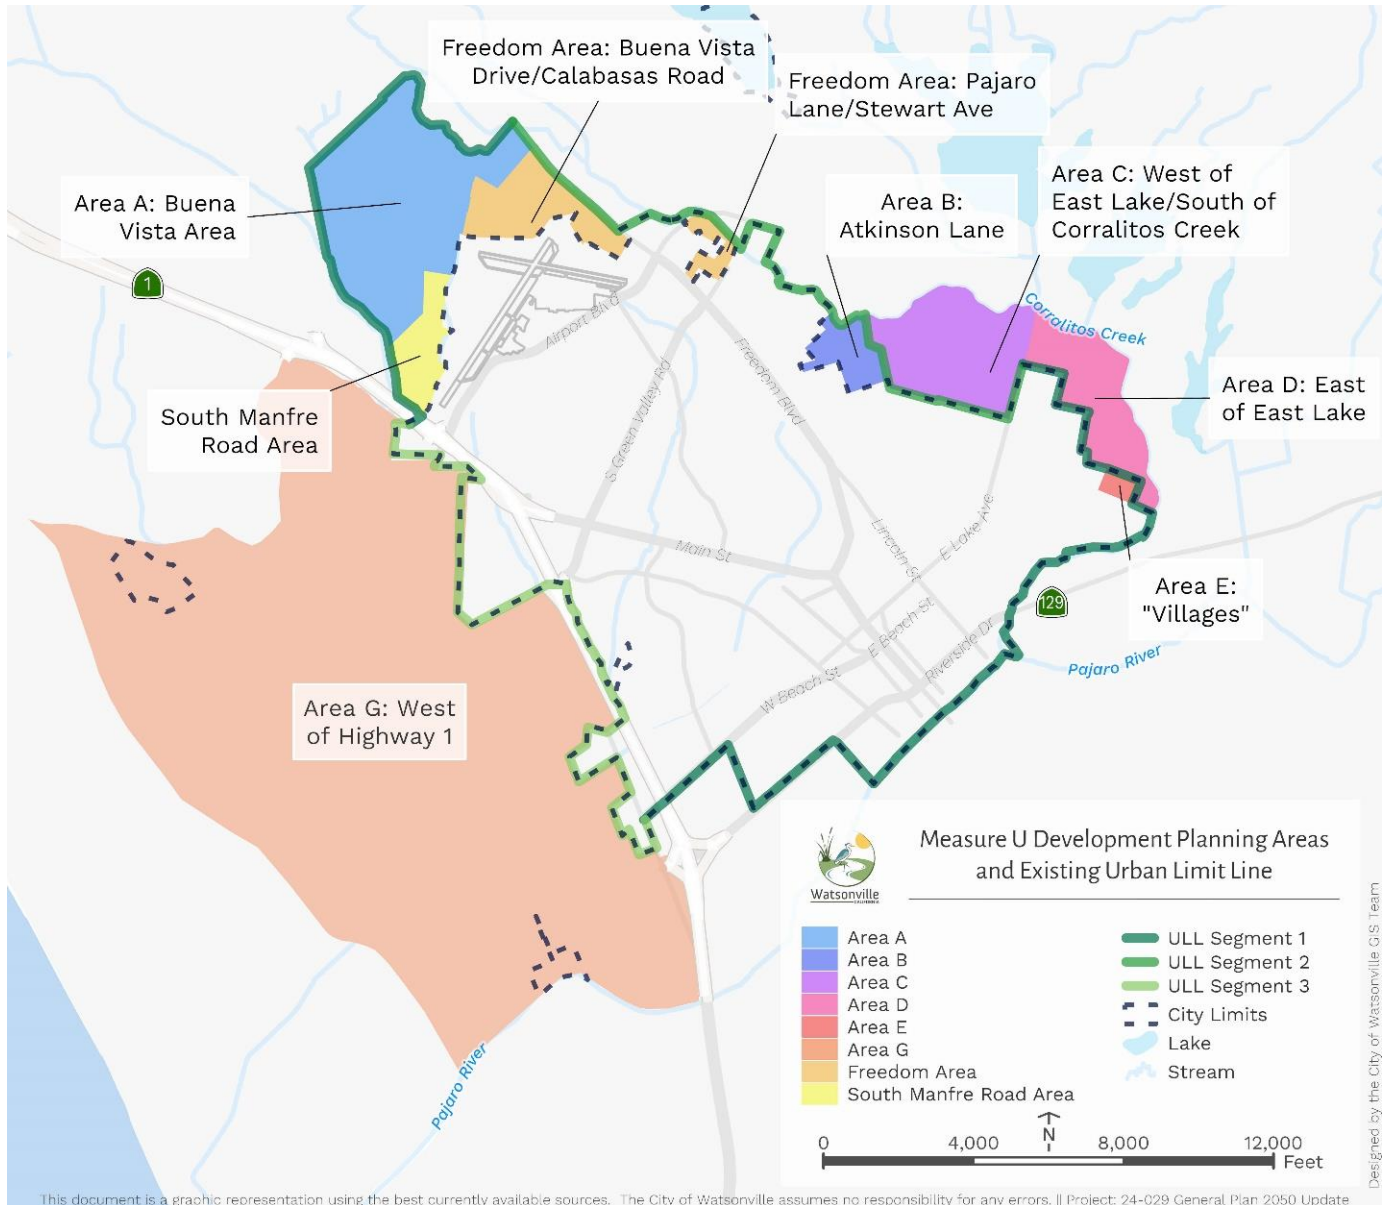 Freedom Area: Buena Vista
Drive/Calabasas Road
Freedom Area: Pajaro
Lane/Stewart Ave
Area A: Buena
Vista Area
Area B:
Atkinson Lane
Area C: West of
East Lake/South of
Corralitos Creek
1
Airport Blvd
Corralitos Creek
South Manfre
Road Area
S Green Valley Rd
Freedom Blvd
Area D: East
of East Lake
Main St
Lincoln St
E Lake Ave
Area E:
"Villages"
129
E Beach St
Riverside Dr
W Beach St
Pajaro River
Area G: West
of Highway 1
Pajaro River
Watsonville
CALIFORNIA
Measure U Development Planning Areas
and Existing Urban Limit Line
Area A
Area B
Area C
Area D
Area E
Area G
Freedom Area
South Manfre Road Area
ULL Segment 1
ULL Segment 2
ULL Segment 3
City Limits
Lake
Stream
N
0 4,000 8,000 12,000
Feet
Designed by the City of Watsonville GIS Team
This document is a graphic representation using the best currently available sources. The City of Watsonville assumes no responsibility for any errors. || Project: 24-029 General Plan 2050 Update